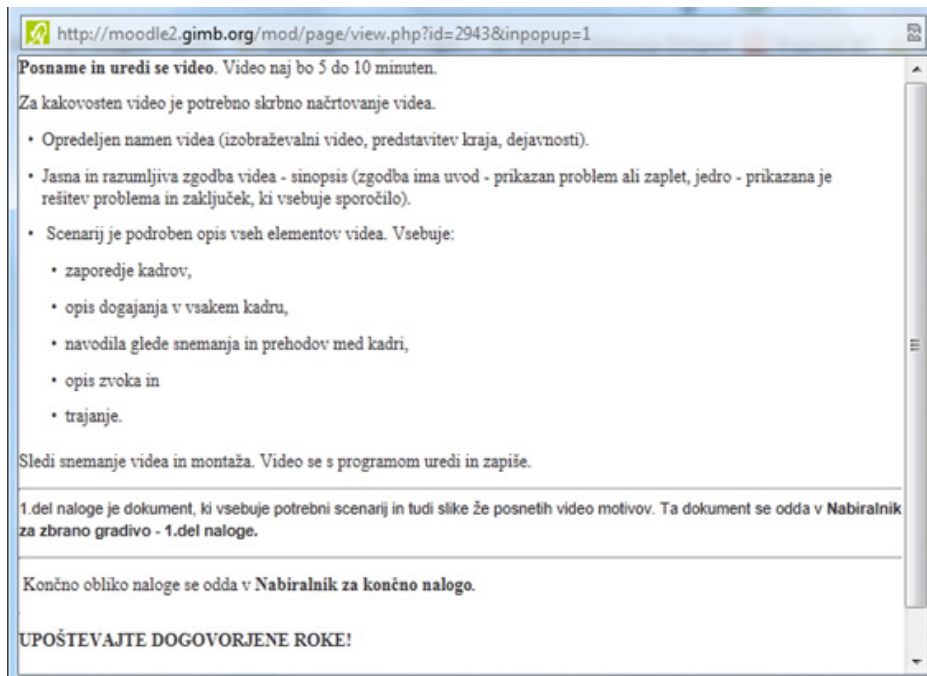 http://moodle2.gimb.org/mod/page/view.php?id=2943&inpopup=1
Posname in uredi se video. Video naj bo 5 do 10 minuten.
Za kakovosten video je potrebno skrbno načrtovanje videa.
• Opredeljen namen videa (izobraževalni video, predstavitev kraja, dejavnosti).
• Jasna in razumljiva zgodba videa - sinopsis (zgodba ima uvod - prikazan problem ali zaplet, jedro - prikazana je
rešitev problema in zaključek, ki vsebuje sporočilo).
• Scenarij je podroben opis vseh elementov videa. Vsebuje:
• zaporedje kadrov,
• opis dogajanja v vsakem kadru,
• navodila glede snemanja in prehodov med kadri,
• opis zvoka in
• trajanje.
Sledi snemanje videa in montaža. Video se s programom uredi in zapiše.
1.del naloge je dokument, ki vsebuje potrebni scenarij in tudi slike že posnetih video motivov. Ta dokument se odda v Nabiralnik
za zbrano gradivo - 1.del naloge.
Končno obliko naloge se odda v Nabiralnik za končno nalogo.
UPOŠTEVAJTE DOGOVORJENE ROKE!